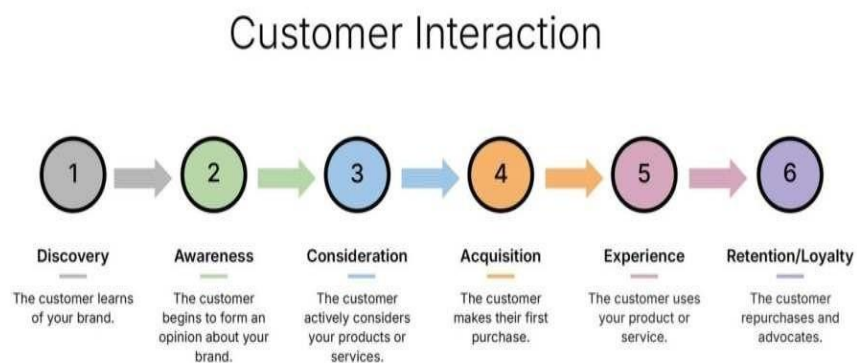 Customer Interaction
1 2 3 4 5 6
Discovery
The customer learns
of your brand.
Awareness
The customer
begins to form an
opinion about your
brand.
Consideration
The customer
actively considers
your products or
services.
Acquisition
The customer
makes their first
purchase.
Experience
The customer uses
your product or
service.
Retention/Loyalty
The customer
repurchases and
advocates.